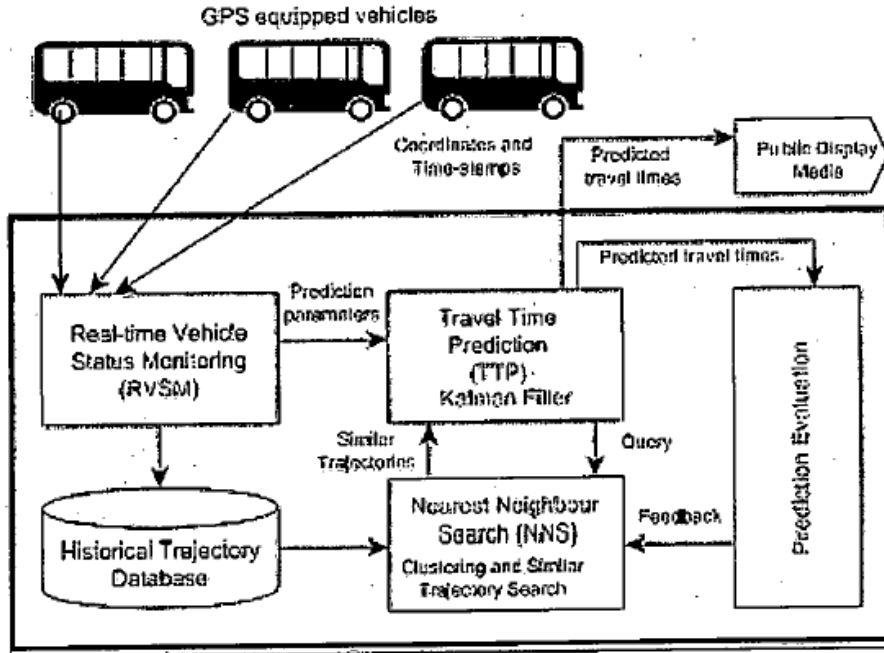 GPS equipped vehicles
Coordinates and
Time-stamps
Predicted
travel times
Public Display
Media
Predicted travel times.
Prediction
parameters
Real-time Vehicle
Status Monitoring
(RVSM)
Travel Time
Prediction
(TTP)
Kalman Filler
Similar
Trajectories
Query
Prediction Evaluation
Historical Trajectory
Database
Nearest Neighbour
Search (NNS)
Clustering and Similar
Trajectory Search
Feedback